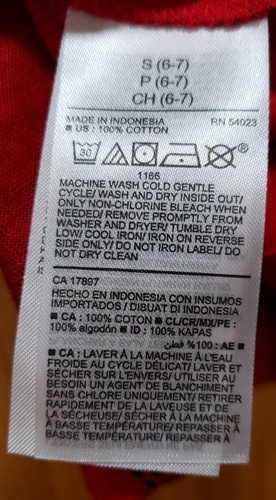 S (6-7)
P (6-7)
CH (6-7)
MADE IN INDONESIA RN 54023
■ US : 100% COTTON
30
®
1186
MACHINE WASH COLD GENTLE
CYCLE/ WASH AND DRY INSIDE OUT/
ONLY NON-CHLORINE BLEACH WHEN
NEEDED/ REMOVE PROMPTLY FROM
WASHER AND DRYER/ TUMBLE DRY
LOW/ COOL IRON/ IRON ON REVERSE
SIDE ONLY/ DO NOT IRON LABEL/ DO
NOT DRY CLEAN
CA 17897
HECHO EN INDONESIA CON INSUMOS
IMPORTADOS / DIBUAT DI INDONESIA
■ CA : 100% COTTON ■ CL/CR/MX/PE :
100% algodón ■ ID : 100% KAPAS
■ AE : 100% قطن
■ CA : LAVER À LA MACHINE À L'EAU
FROIDE AU CYCLE DÉLICAT/ LAVER ET
SÉCHER SUR L'ENVERS/ UTILISER AU
BESOIN UN AGENT DE BLANCHIMENT
SANS CHLORE UNIQUEMENT/ RETIRER
RAPIDEMENT DE LA LAVEUSE ET DE
LA SÉCHEUSE/ SÉCHER À LA MACHINE
À BASSE TEMPÉRATURE/ REPASSER À
BASSE TEMPÉRATURE/ REPASSER À